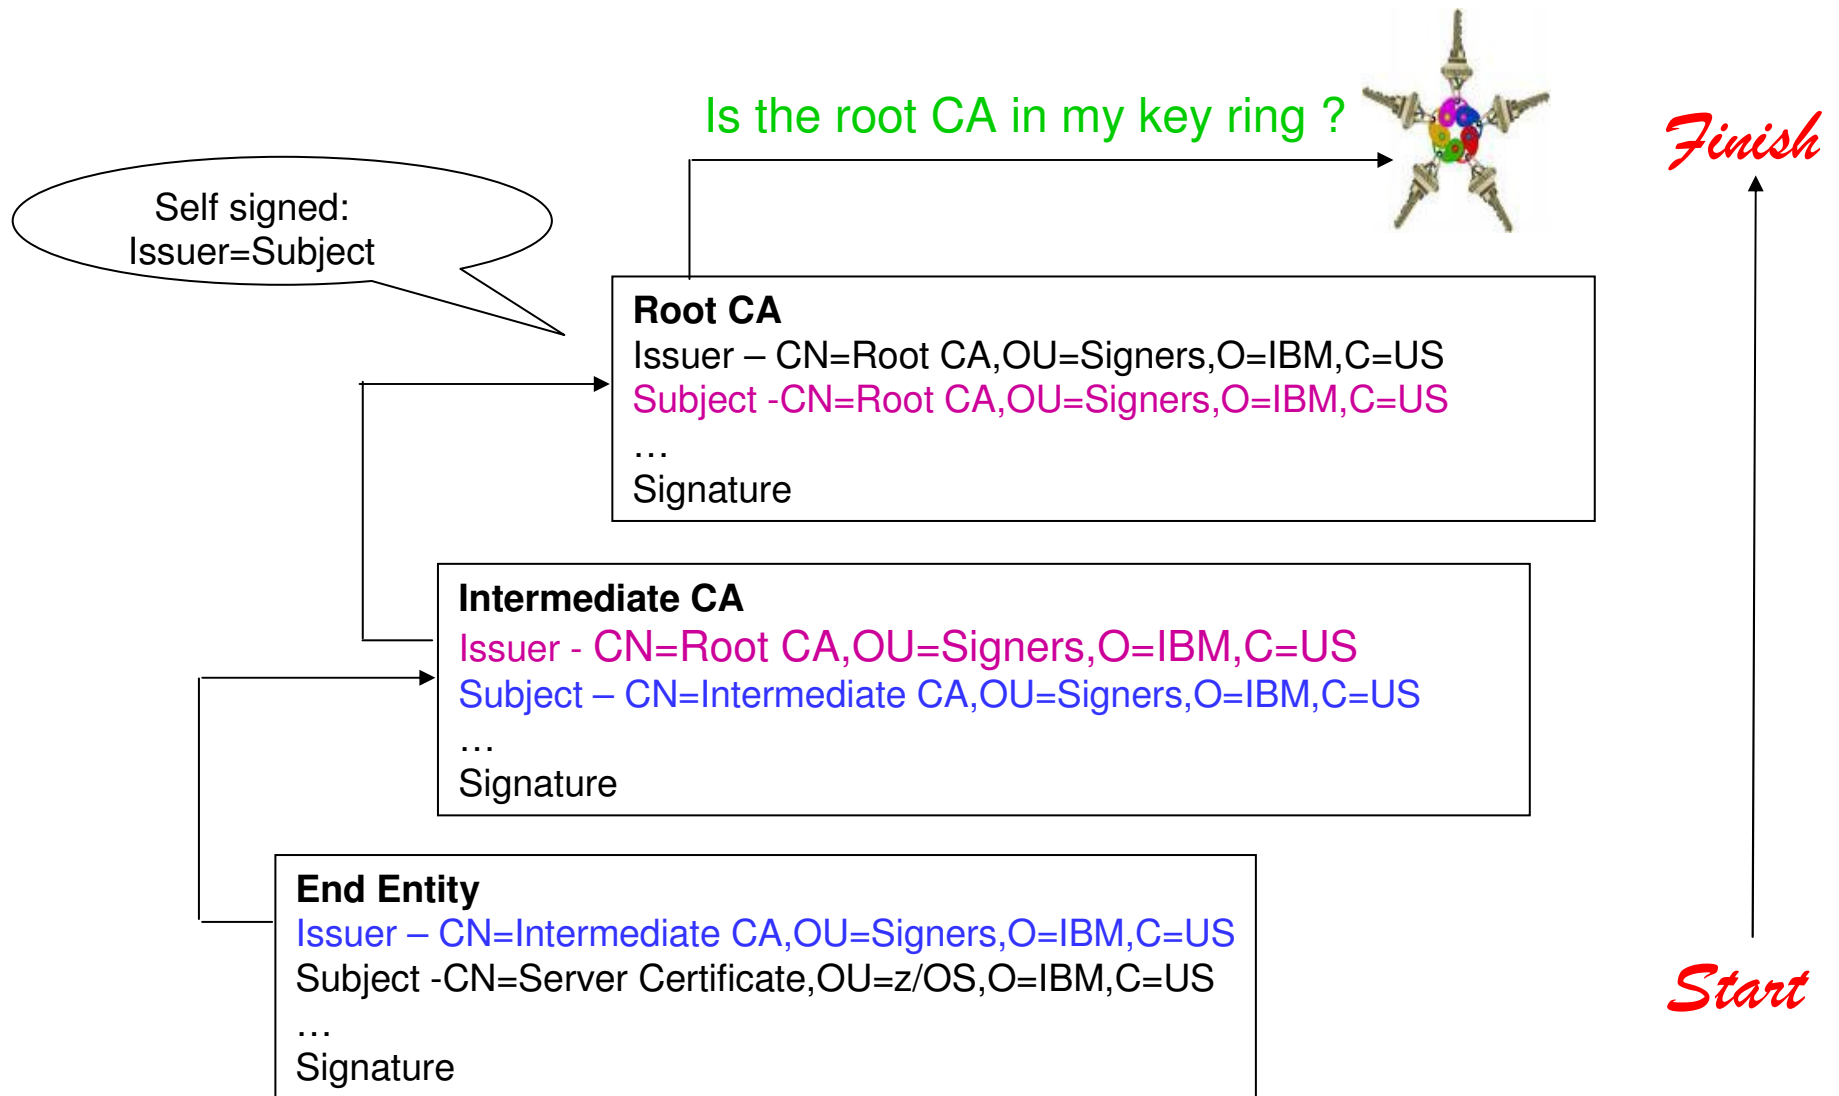 Is the root CA in my key ring ?
Finish
Self signed:
Issuer=Subject
Root CA
Issuer – CN=Root CA,OU=Signers,O=IBM,C=US
Subject -CN=Root CA,OU=Signers,O=IBM,C=US
…
Signature
Intermediate CA
Issuer - CN=Root CA,OU=Signers,O=IBM,C=US
Subject – CN=Intermediate CA,OU=Signers,O=IBM,C=US
…
Signature
End Entity
Issuer – CN=Intermediate CA,OU=Signers,O=IBM,C=US
Subject -CN=Server Certificate,OU=z/OS,O=IBM,C=US
…
Signature
Start